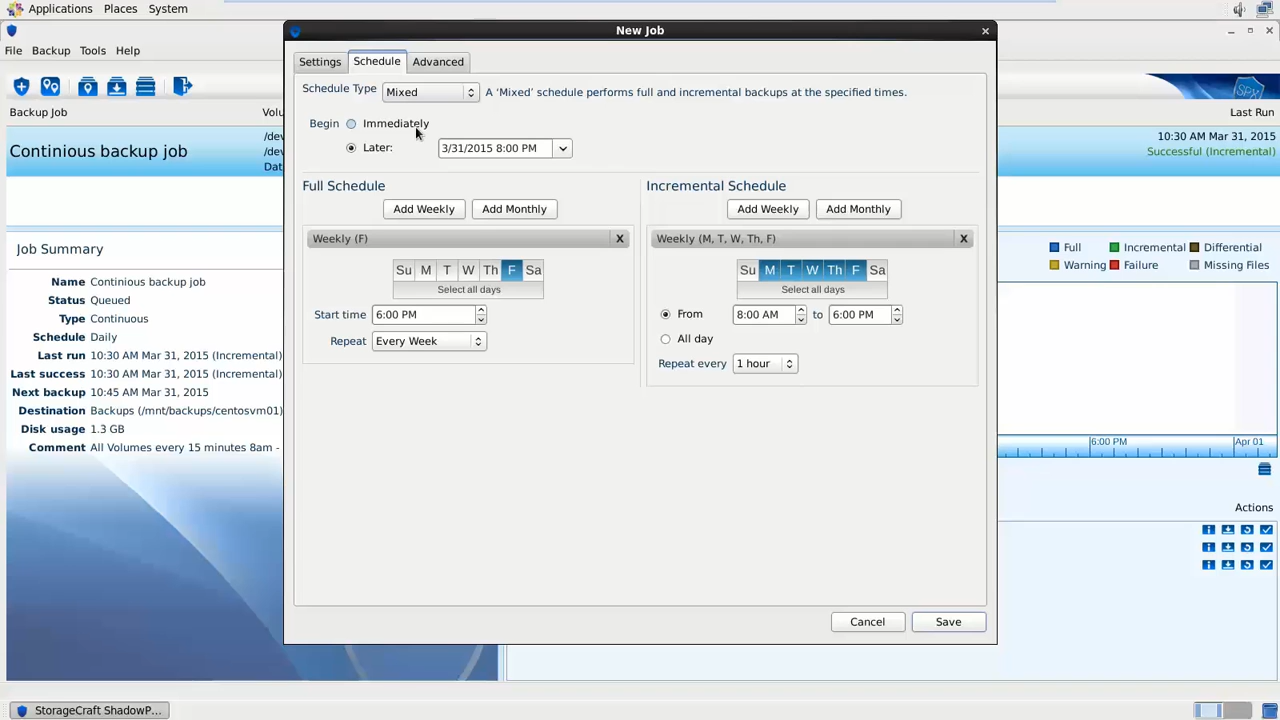 Applications Places System
File Backup Tools Help
New Job
Settings Schedule Advanced
Schedule Type Mixed A ‘Mixed’ schedule performs full and incremental backups at the specified times.
Begin Immediately
Later: 3/31/2015 8:00 PM
Full Schedule
Add Weekly Add Monthly
Weekly (F) X
Su M T W Th F Sa
Select all days
Start time 6:00 PM
Repeat Every Week
Incremental Schedule
Add Weekly Add Monthly
Weekly (M, T, W, Th, F) X
Su M T W Th F Sa
Select all days
From 8:00 AM to 6:00 PM
All day
Repeat every 1 hour
Cancel Save
Backup Job Volu
Last Run
Continious backup job
/dev
/de
Dat
10:30 AM Mar 31, 2015
Successful (Incremental)
SPX
Job Summary
Name Continuous backup job
Status Queued
Type Continuous
Schedule Daily
Last run 10:30 AM Mar 31, 2015 (Incremental)
Last success 10:30 AM Mar 31, 2015 (Incremental)
Next backup 10:45 AM Mar 31, 2015
Destination Backups (/mnt/backups/centosvm01)
Disk usage 1.3 GB
Comment All Volumes every 15 minutes 8am -
Full Incremental Differential
Warning Failure Missing Files
6:00 PM Apr 01
Actions
StorageCraft ShadowP...